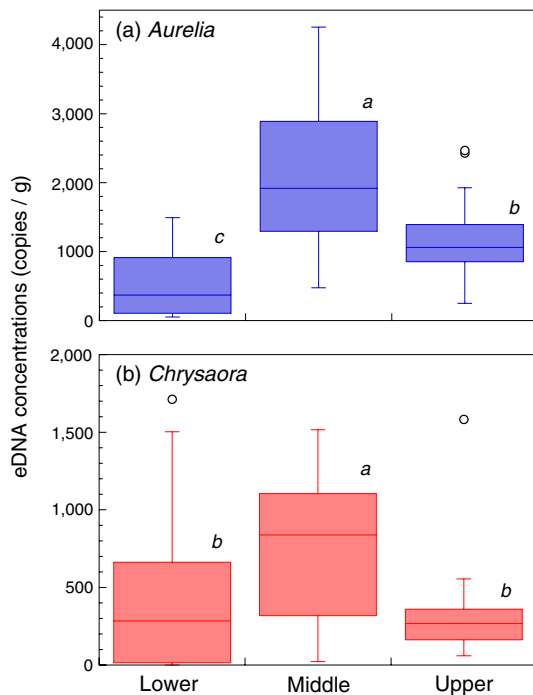 eDNA concentrations (copies / g)
(a) Aurelia
4,000
3,000
2,000
1000
0
c
a
b
(b) Chrysaora
2,000
1,500
1,000
500
0
b
a
b
Lower Middle Upper